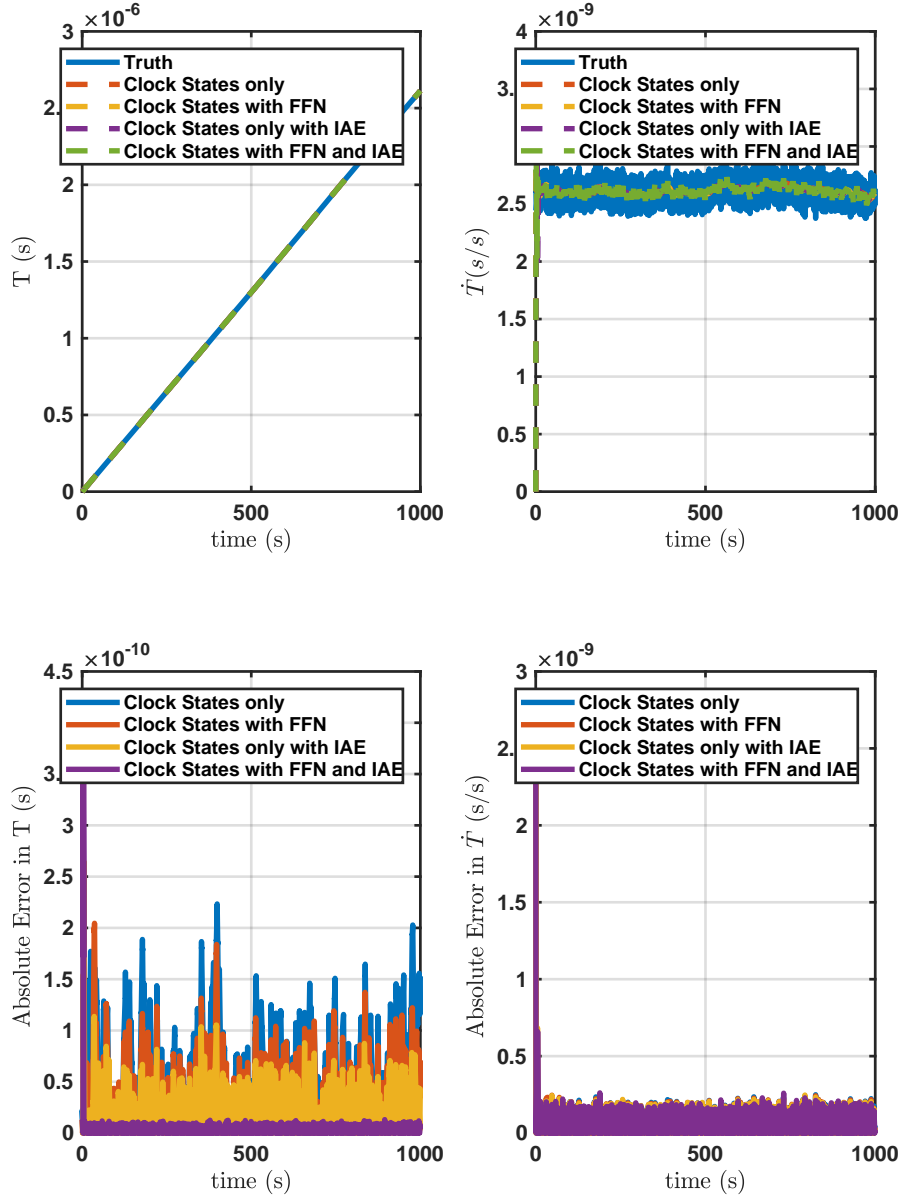 ×10⁻⁶
3
2.
2
1.5
1
0.5
0
T (s)
Truth
Clock States only
Clock States with FFN
Clock States only with IAE
Clock States with FFN and IAE
0
500
1000
time (s)
×10⁻⁹
4
3.
3
2.5
2
1.5
1
0.5
0
Ṫ(s/s)
Truth
Clock States only
Clock States with FFN
Clock States only with IAE
Clock States with FFN and IAE
0
500
1000
time (s)
×10⁻¹⁰
4.5
3.
3
2.5
2
1.5
1
0.5
0
Absolute Error in T (s)
Clock States only
Clock States with FFN
Clock States only with IAE
Clock States with FFN and IAE
0
500
1000
time (s)
×10⁻⁹
3
2.
2
1.5
1
0.5
0
Absolute Error in Ṫ (s/s)
Clock States only
Clock States with FFN
Clock States only with IAE
Clock States with FFN and IAE
0
500
1000
time (s)